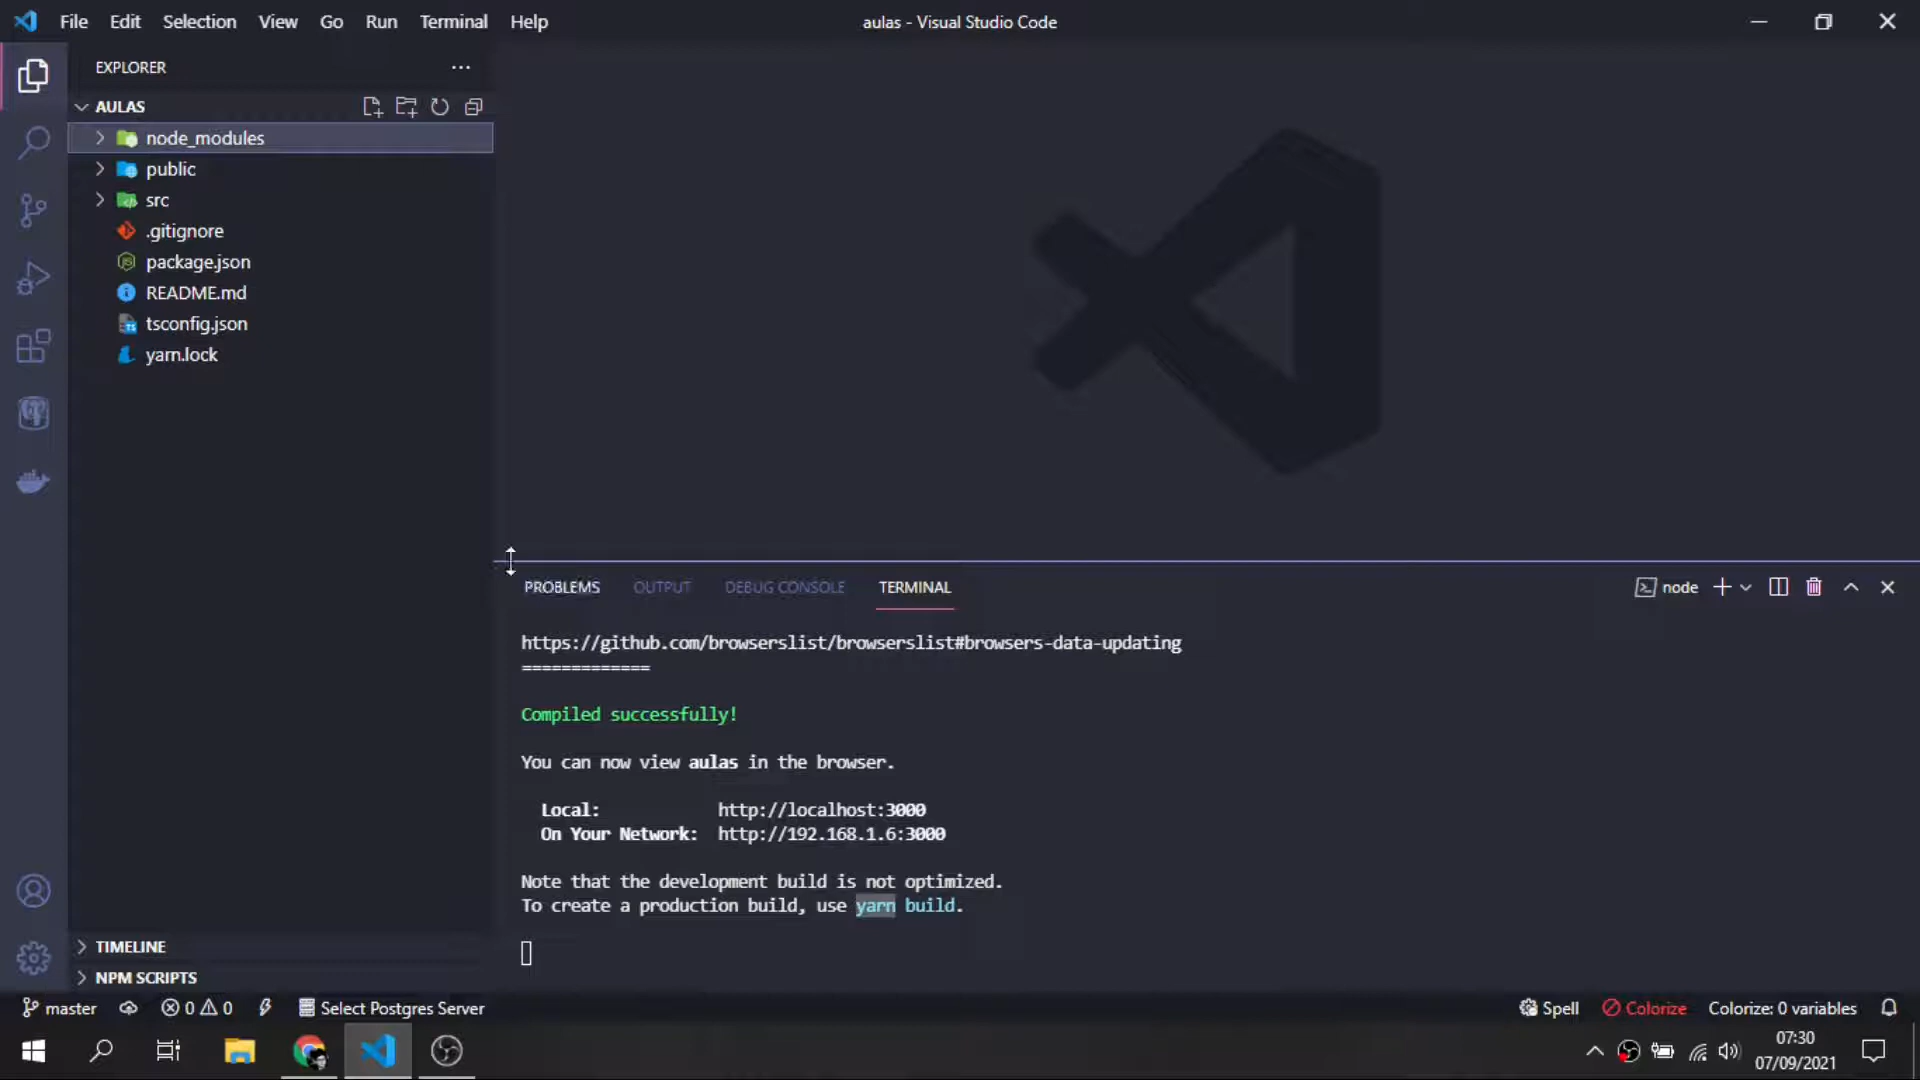 File Edit Selection View Go Run Terminal Help
aulas - Visual Studio Code
EXPLORER
AULAS
node_modules
public
src
.gitignore
package.json
README.md
tsconfig.json
yarn.lock
PROBLEMS OUTPUT DEBUG CONSOLE TERMINAL
node
https://github.com/browserslist/browserslist#browsers-data-updating
=============
Compiled successfully!
You can now view aulas in the browser.
Local: http://localhost:3000
On Your Network: http://192.168.1.6:3000
Note that the development build is not optimized.
To create a production build, use yarn build.
TIMELINE
NPM SCRIPTS
master 0 0 Select Postgres Server
Spell Colorize Colorize: 0 variables
07:30
07/09/2021